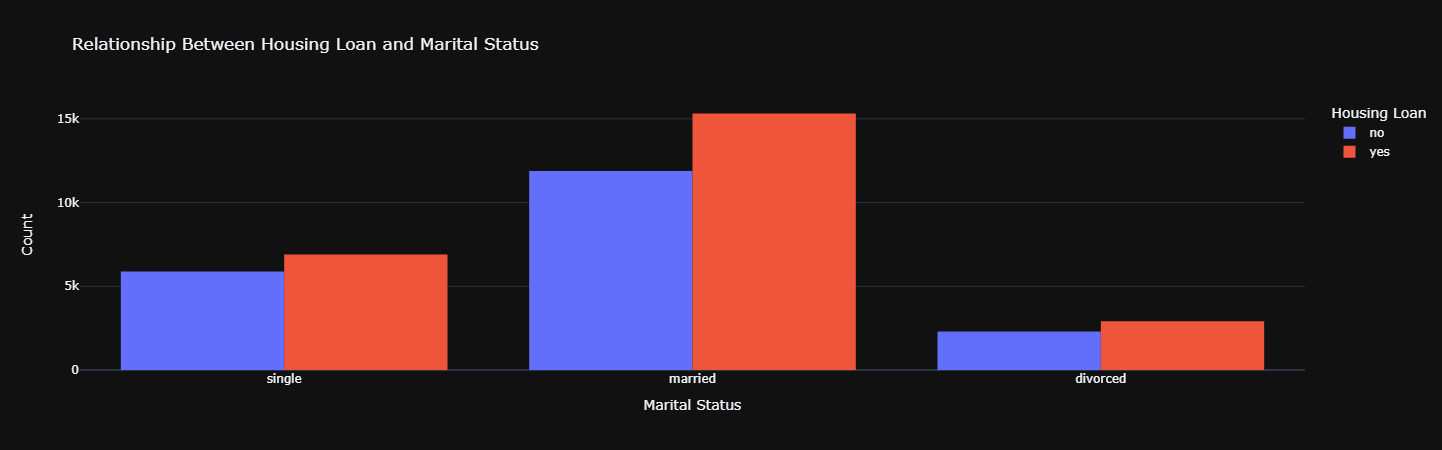 Relationship Between Housing Loan and Marital Status
Housing Loan
no
yes
15k
10k
5k
0
Count
single
married
divorced
Marital Status